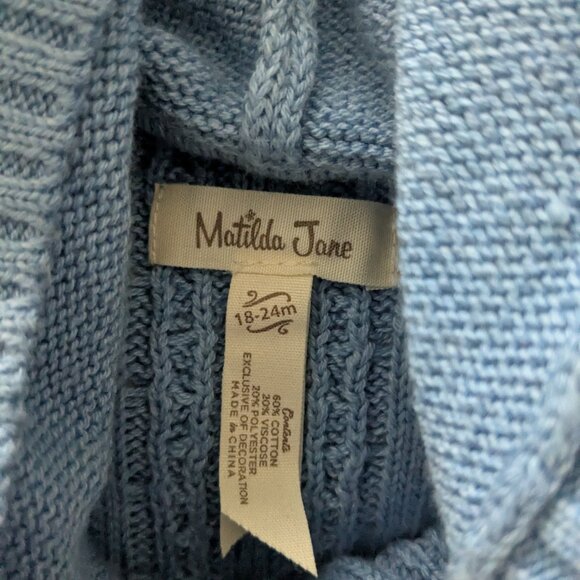 Matilda Jane
18-24m
Contents
60% COTTON
20% VISCOSE
20% POLYESTER
EXCLUSIVE OF DECORATION
MADE IN CHINA